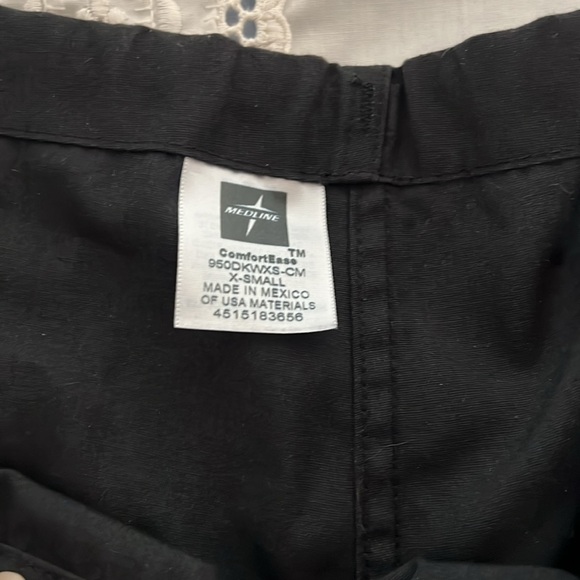 MEDLINE
TM
ComfortEase
950DKWXS-CM
X-SMALL
MADE IN MEXICO
OF USA MATERIALS
4515183656